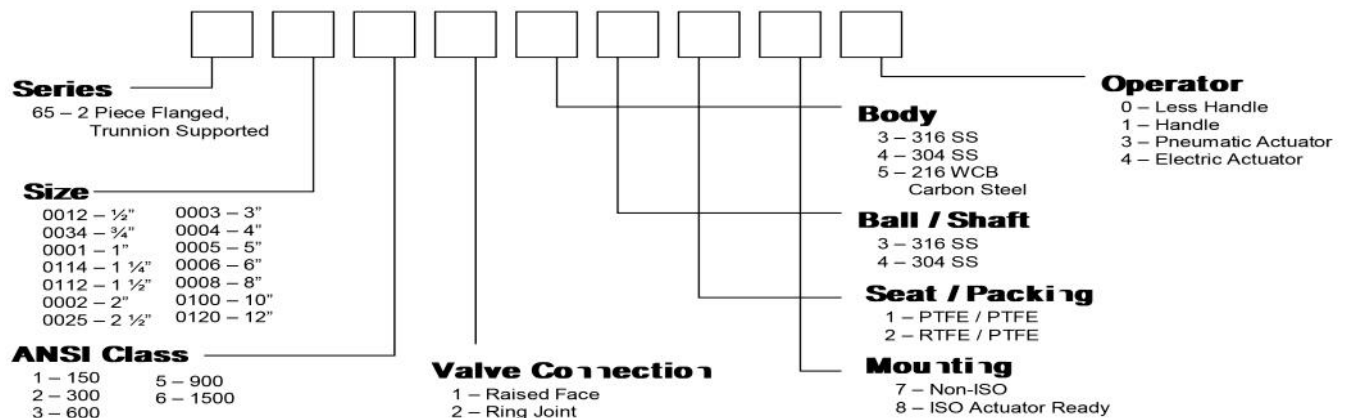 Series
65 – 2 Piece Flanged,
Trunnion Supported
Size
0012 – ½"
0034 – ¾"
0001 – 1"
0114 – 1 ¼"
0112 – 1 ½"
0002 – 2"
0025 – 2 ½"
0003 – 3"
0004 – 4"
0005 – 5"
0006 – 6"
0008 – 8"
0100 – 10"
0120 – 12"
ANSI Class
1 – 150
2 – 300
3 – 600
5 – 900
6 – 1500
Valve Connection
1 – Raised Face
2 – Ring Joint
Body
3 – 316 SS
4 – 304 SS
5 – 216 WCB
Carbon Steel
Ball / Shaft
3 – 316 SS
4 – 304 SS
Seat / Packing
1 – PTFE / PTFE
2 – RTFE / PTFE
Mounting
7 – Non-ISO
8 – ISO Actuator Ready
Operator
0 – Less Handle
1 – Handle
3 – Pneumatic Actuator
4 – Electric Actuator